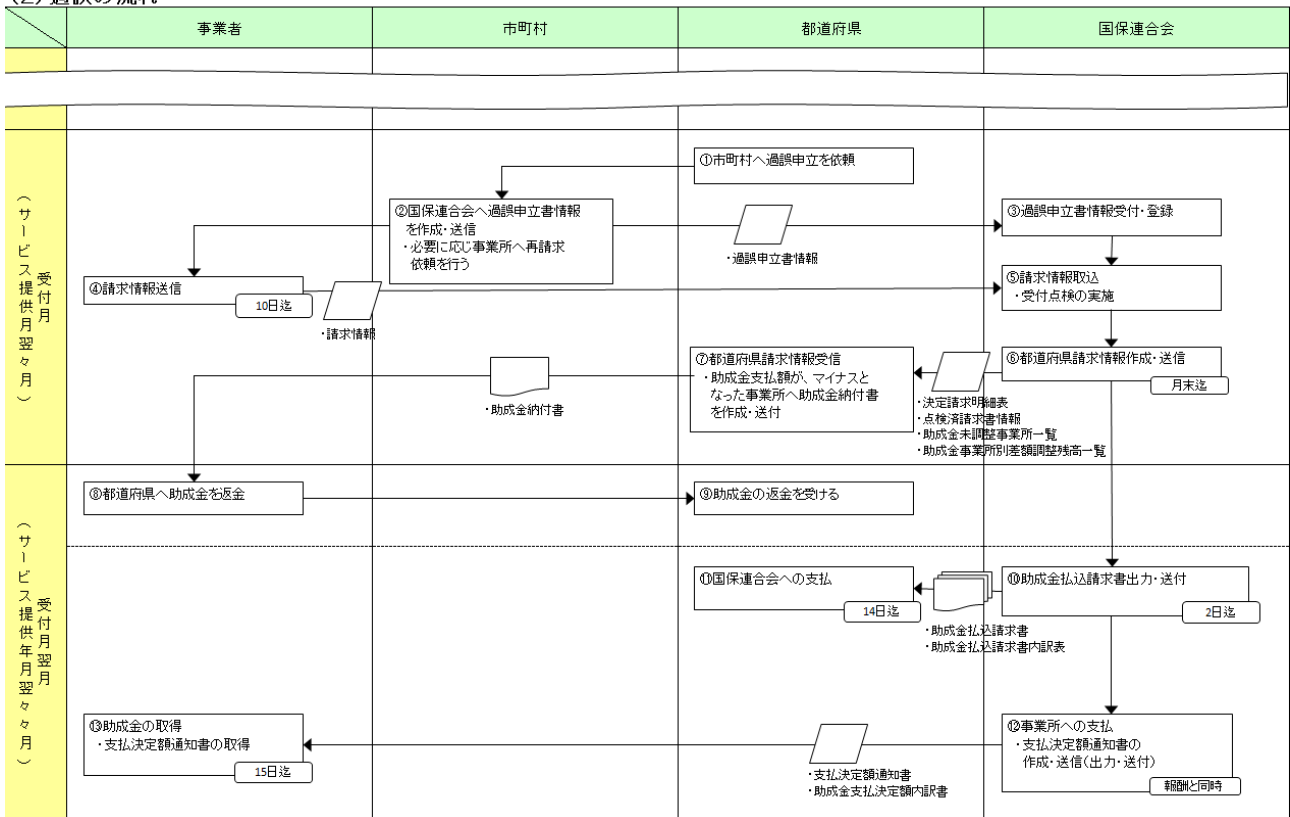 (2)過誤の流れ
事業者
市町村
都道府県
国保連合会
受付月
(サービス提供月翌々月)
①市町村へ過誤申立を依頼
②国保連合会へ過誤申立書情報
を作成・送信
・必要に応じ事業所へ再請求
依頼を行う
・過誤申立書情報
③過誤申立書情報受付・登録
④請求情報送信
10日迄
・請求情報
⑤請求情報取込
・受付点検の実施
⑥都道府県請求情報作成・送信
月末迄
・決定請求明細表
・点検済請求書情報
・助成金未調整事業所一覧
・助成金事業所別差額調整残高一覧
⑦都道府県請求情報受信
・助成金支払額が、マイナスと
なった事業所へ助成金納付書
を作成・送付
・助成金納付書
受付月翌月
(サービス提供年月翌々々月)
⑧都道府県へ助成金を返金
⑨助成金の返金を受ける
⑩助成金払込請求書出力・送付
2日迄
・助成金払込請求書
・助成金払込請求書内訳表
⑪国保連合会への支払
14日迄
⑫事業所への支払
・支払決定額通知書の
作成・送信(出力・送付)
報酬と同時
・支払決定額通知書
・助成金支払決定額内訳書
⑬助成金の取得
・支払決定額通知書の取得
15日迄